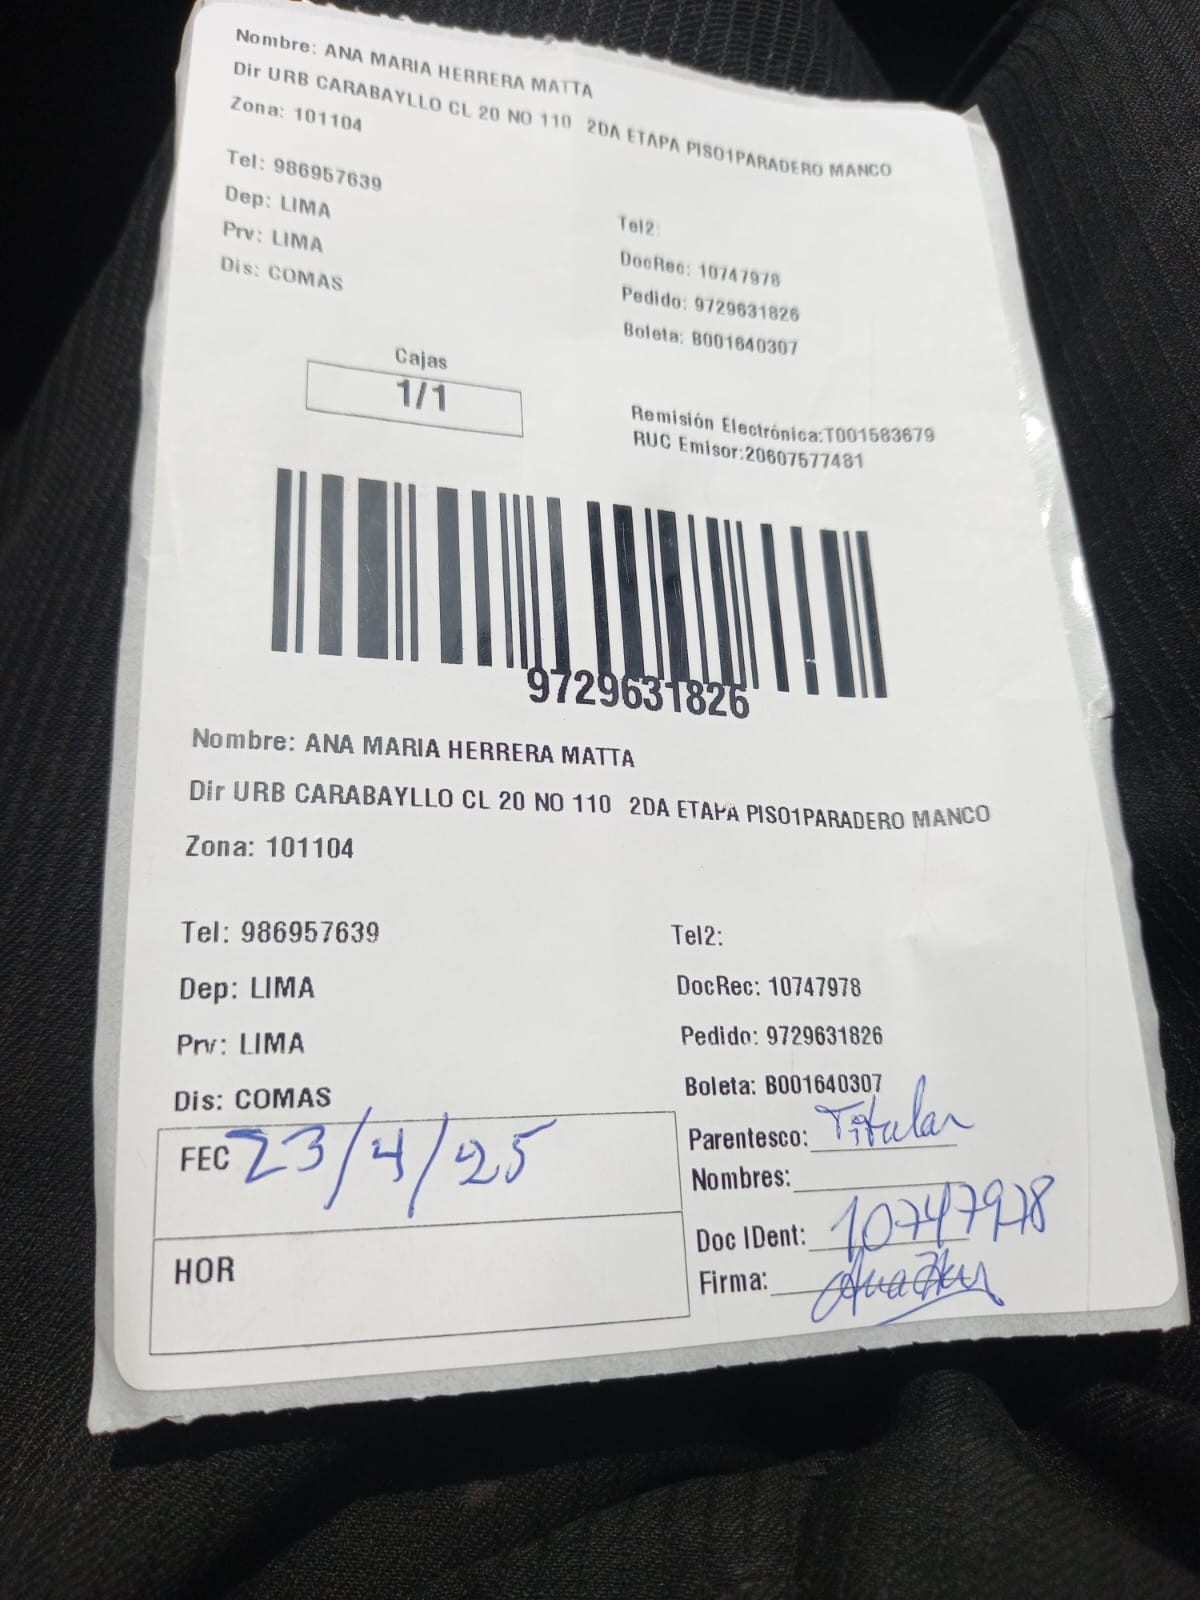 Nombre: ANA MARIA HERRERA MATTA
Dir URB CARABAYLLO CL 20 NO 110 2DA ETAPA PISO1PARADERO MANCO
Zona: 101104
Tel: 986957639
Dep: LIMA
Prv: LIMA
Dis: COMAS
Tel2:
DocRec: 10747978
Pedido: 9729631826
Boleta: B001640307
Cajas
1/1
Remisión Electrónica:T001583679
RUC Emisor:20607577481
9729631826
Nombre: ANA MARIA HERRERA MATTA
Dir URB CARABAYLLO CL 20 NO 110 2DA ETAPA PISO1PARADERO MANCO
Zona: 101104
Tel: 986957639
Dep: LIMA
Prv: LIMA
Dis: COMAS
Tel2:
DocRec: 10747978
Pedido: 9729631826
Boleta: B001640307
FEC 23/4/25
HOR
Parentesco: Titular
Nombres:
Doc IDent: 10747978
Firma: